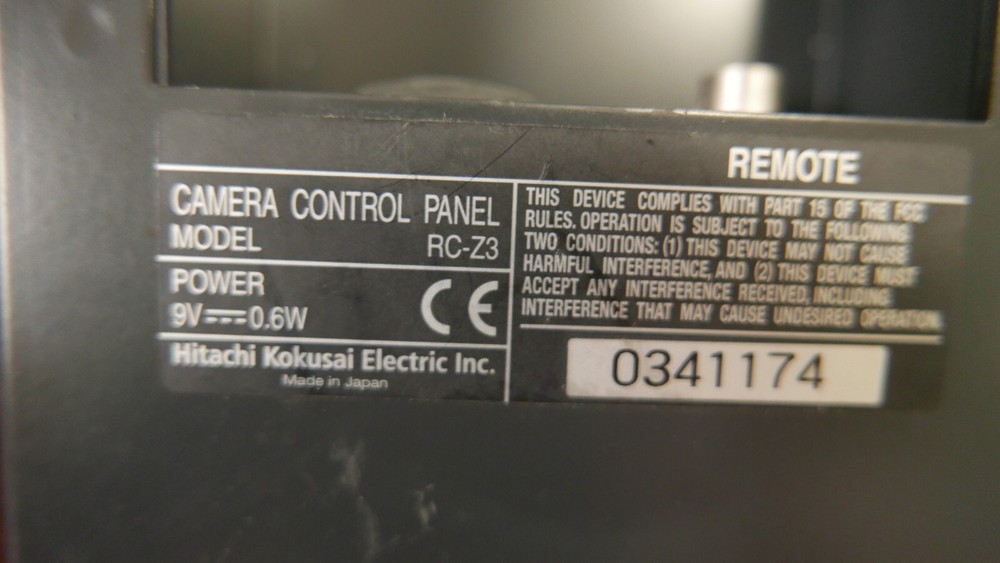 REMOTE
CAMERA CONTROL PANEL
MODEL RC-Z3
POWER
9V⎓0.6W
CE
Hitachi Kokusai Electric Inc.
Made in Japan
THIS DEVICE COMPLIES WITH PART 15 OF THE FCC
RULES. OPERATION IS SUBJECT TO THE FOLLOWING
TWO CONDITIONS: (1) THIS DEVICE MAY NOT CAUSE
HARMFUL INTERFERENCE, AND (2) THIS DEVICE MUST
ACCEPT ANY INTERFERENCE RECEIVED, INCLUDING
INTERFERENCE THAT MAY CAUSE UNDESIRED OPERATION.
0341174